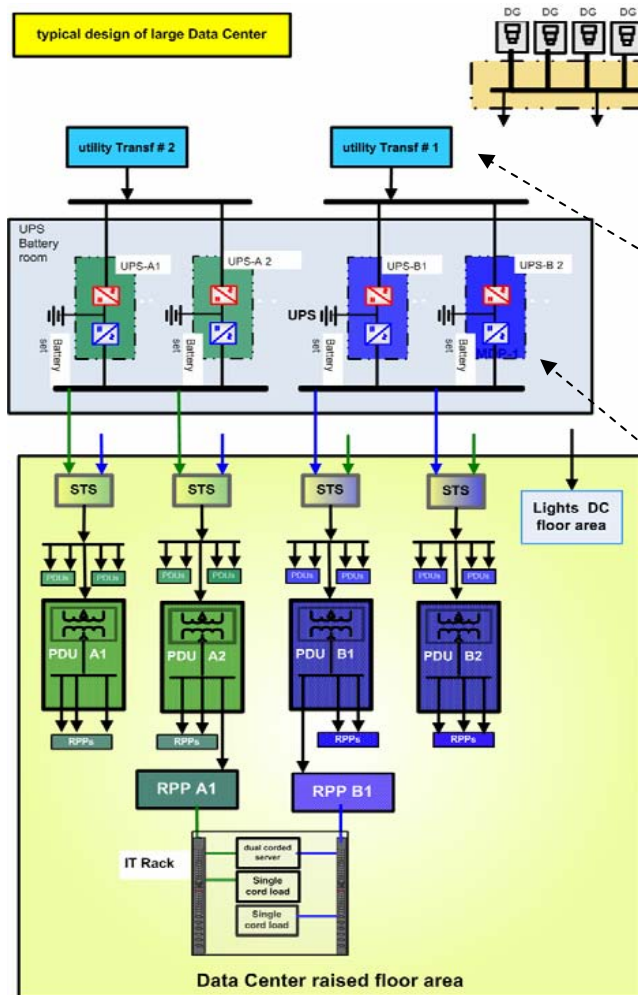 typical design of large Data Center
DG DG DG DG
utility Transf # 2
utility Transf # 1
UPS
Battery
room
UPS-A1
UPS-A 2
UPS-B1
UPS-B 2
UPS
MDP-1
Battery
set
Battery
set
Battery
set
Battery
set
STS
STS
STS
STS
Lights DC
floor area
PDUs
PDUs
PDUs
PDUs
PDUs
PDUs
PDUs
PDUs
PDU A1
PDU A2
PDU B1
PDU B2
RPPs
RPPs
RPPs
RPPs
RPP A1
RPP B1
IT Rack
dual corded
server
Single
cord load
Single
cord load
Data Center raised floor area